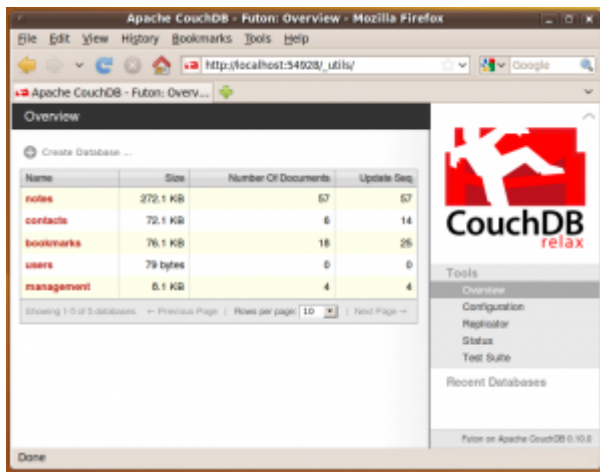 Apache CouchDB - Futon: Overview - Mozilla Firefox
File Edit View History Bookmarks Tools Help
http://localhost:54928/_utils/
Google
Apache CouchDB - Futon: Overv...
Overview
Create Database ...
Name Size Number Of Documents Update Seq
notes 272.1 KB 57 57
contacts 72.1 KB 6 14
bookmarks 76.1 KB 18 25
users 79 bytes 0 0
management 8.1 KB 4 4
Showing 1-5 of 5 databases ← Previous Page | Rows per page: 10 | Next Page →
CouchDB
relax
Tools
Overview
Configuration
Replicator
Status
Test Suite
Recent Databases
Futon on Apache CouchDB 0.10.0
Done